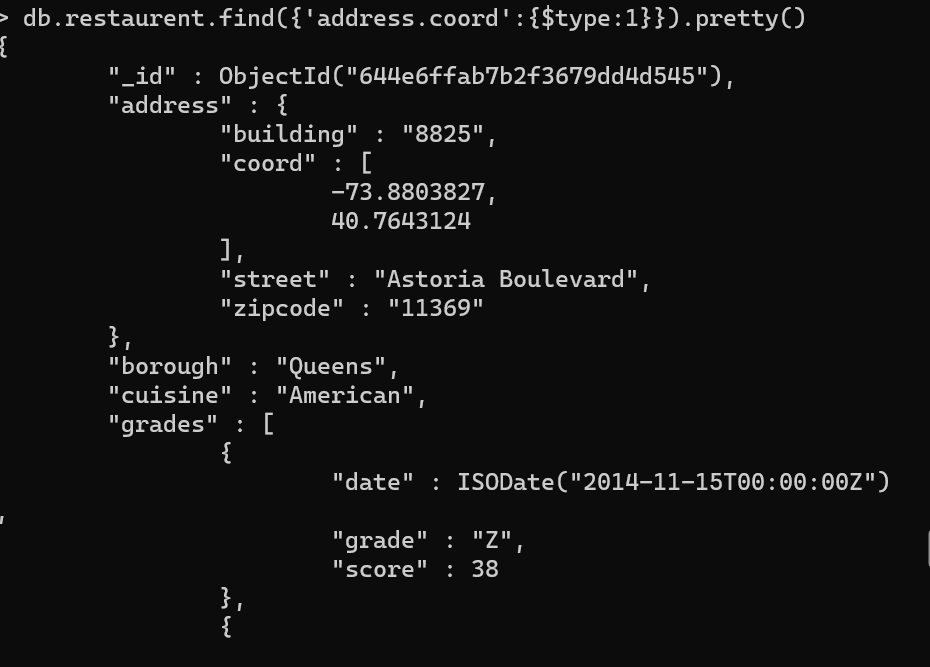 > db.restaurent.find({'address.coord':{$type:1}}).pretty()
{
        "_id" : ObjectId("644e6ffab7b2f3679dd4d545"),
        "address" : {
                "building" : "8825",
                "coord" : [
                        -73.8803827,
                        40.7643124
                ],
                "street" : "Astoria Boulevard",
                "zipcode" : "11369"
        },
        "borough" : "Queens",
        "cuisine" : "American",
        "grades" : [
                {
                        "date" : ISODate("2014-11-15T00:00:00Z")
,
                        "grade" : "Z",
                        "score" : 38
                },
                {